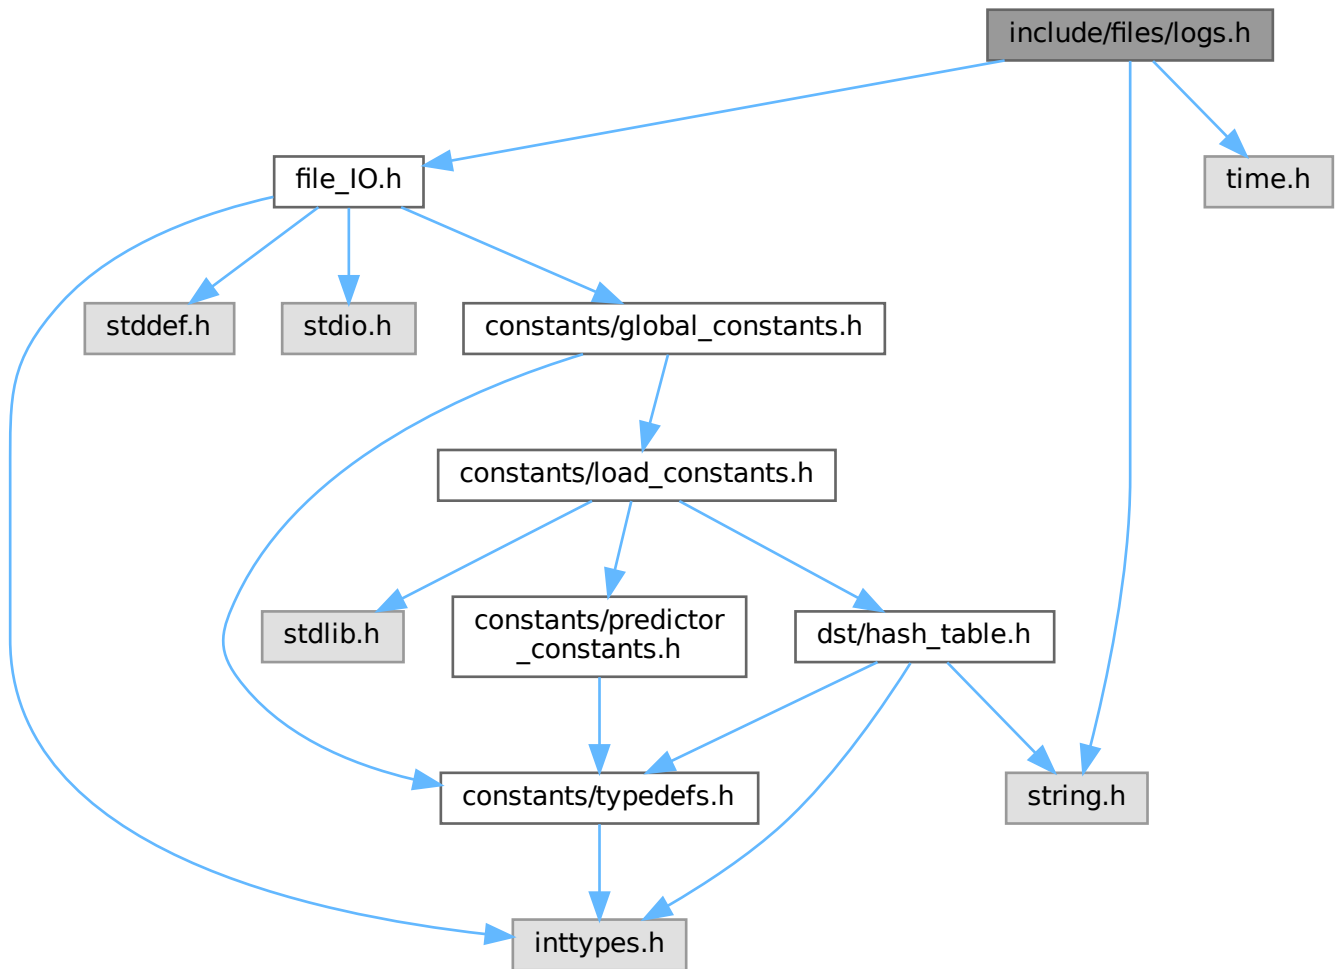 include/files/logs.h
file_IO.h
time.h
stddef.h
stdio.h
constants/global_constants.h
constants/load_constants.h
stdlib.h
constants/predictor
_constants.h
dst/hash_table.h
constants/typedefs.h
string.h
inttypes.h